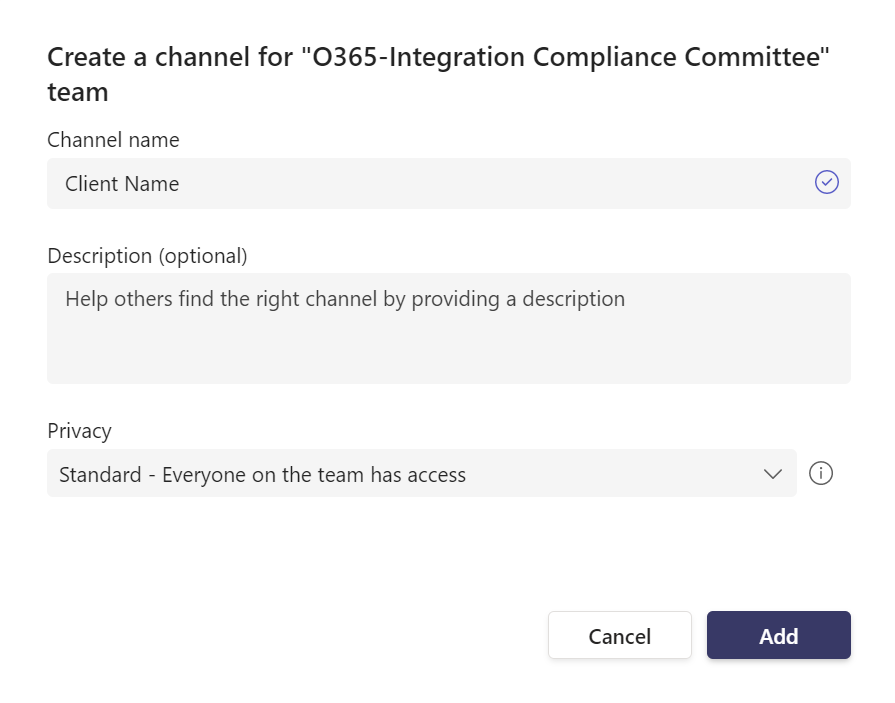 Create a channel for "O365-Integration Compliance Committee"
team
Channel name
Client Name
Description (optional)
Help others find the right channel by providing a description
Privacy
Standard - Everyone on the team has access
Cancel
Add